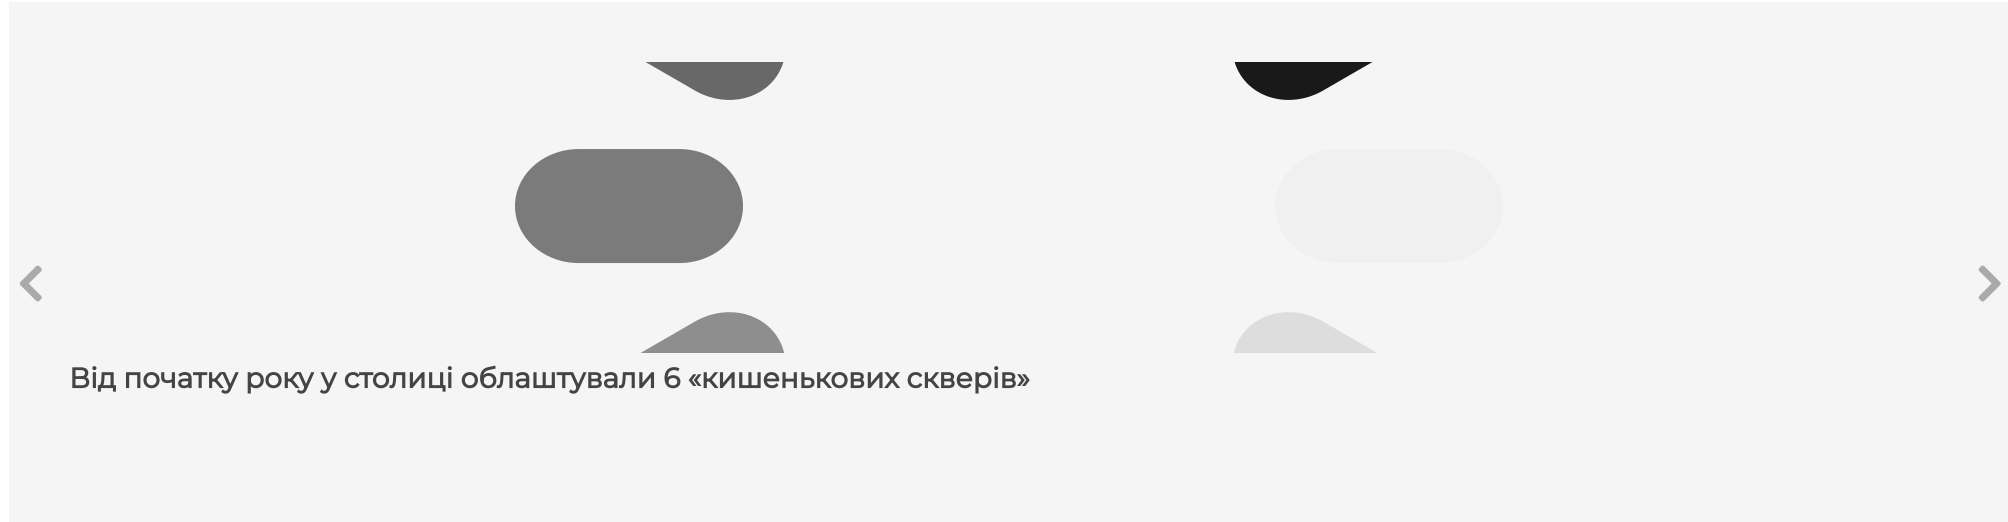 Від початку року у столиці облаштували 6 «кишенькових скверів»